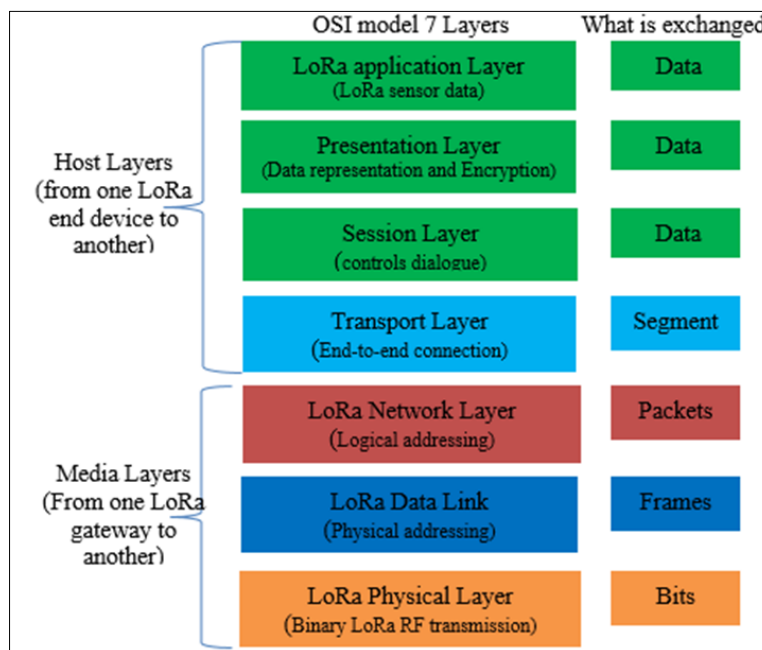 OSI model 7 Layers
What is exchanged
LoRa application Layer
(LoRa sensor data)
Data
Presentation Layer
(Data representation and Encryption)
Data
Host Layers
(from one LoRa
end device to
another)
Session Layer
(controls dialogue)
Data
Transport Layer
(End-to-end connection)
Segment
LoRa Network Layer
(Logical addressing)
Packets
Media Layers
(From one LoRa
gateway to
another)
LoRa Data Link
(Physical addressing)
Frames
LoRa Physical Layer
(Binary LoRa RF transmission)
Bits